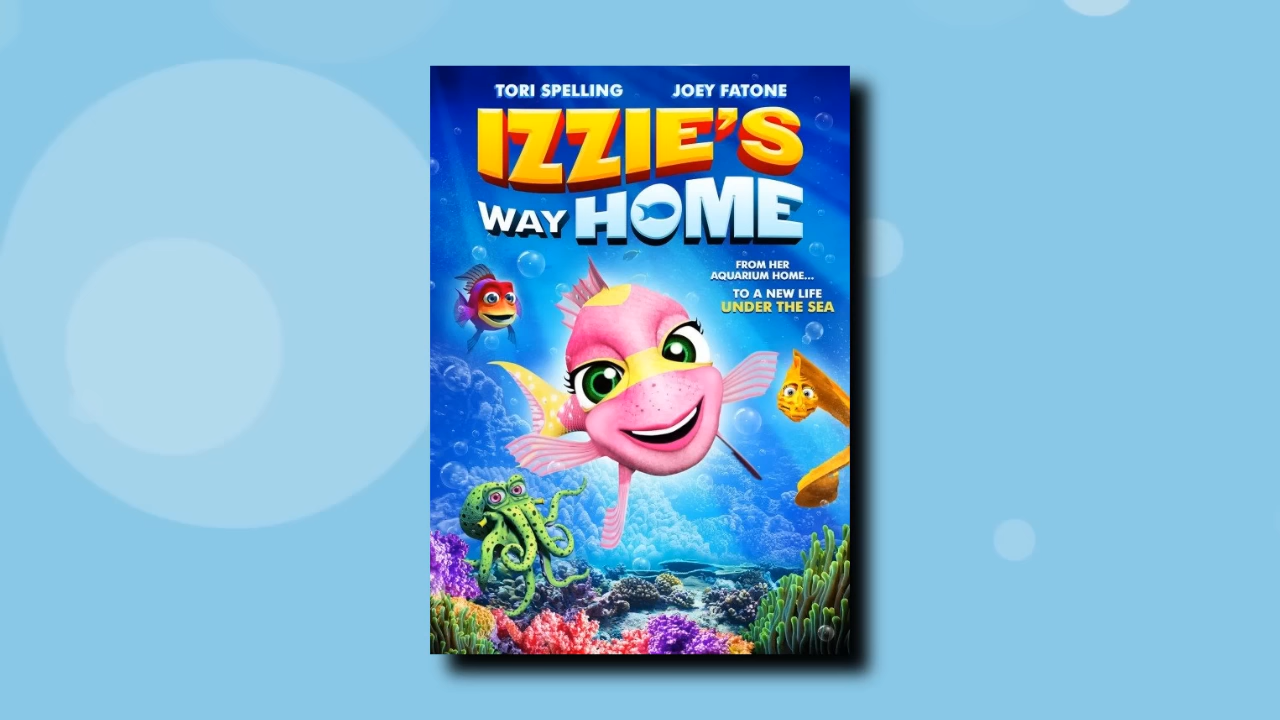 TORI SPELLING JOEY FATONE
IZZIE'S
WAY HOME
FROM HER
AQUARIUM HOME...
TO A NEW LIFE
UNDER THE SEA